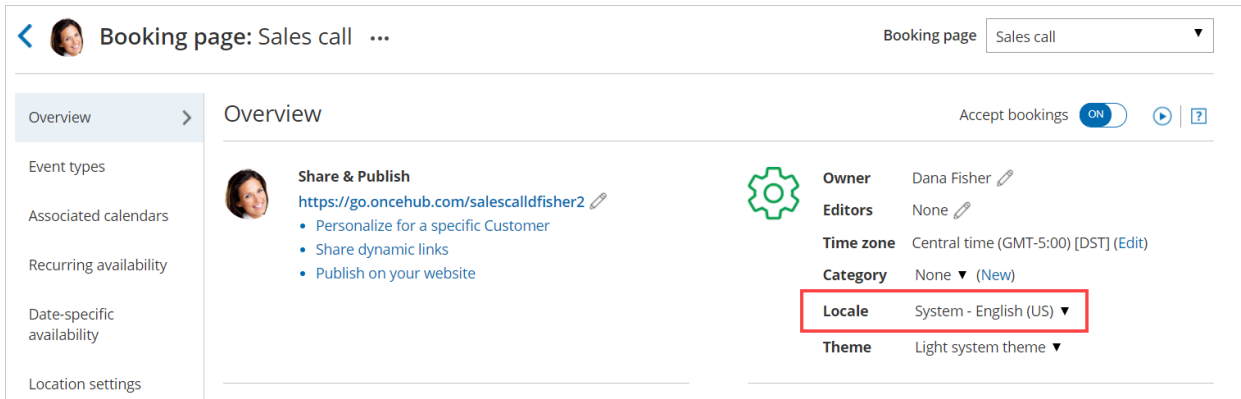 Booking page: Sales call ...
Booking page Sales call
Overview
Event types
Associated calendars
Recurring availability
Date-specific
availability
Location settings
Overview
Accept bookings ON ?
Share & Publish
https://go.oncehub.com/salescalldfisher2
• Personalize for a specific Customer
• Share dynamic links
• Publish on your website
Owner Dana Fisher
Editors None
Time zone Central time (GMT-5:00) [DST] (Edit)
Category None ▼ (New)
Locale System - English (US) ▼
Theme Light system theme ▼